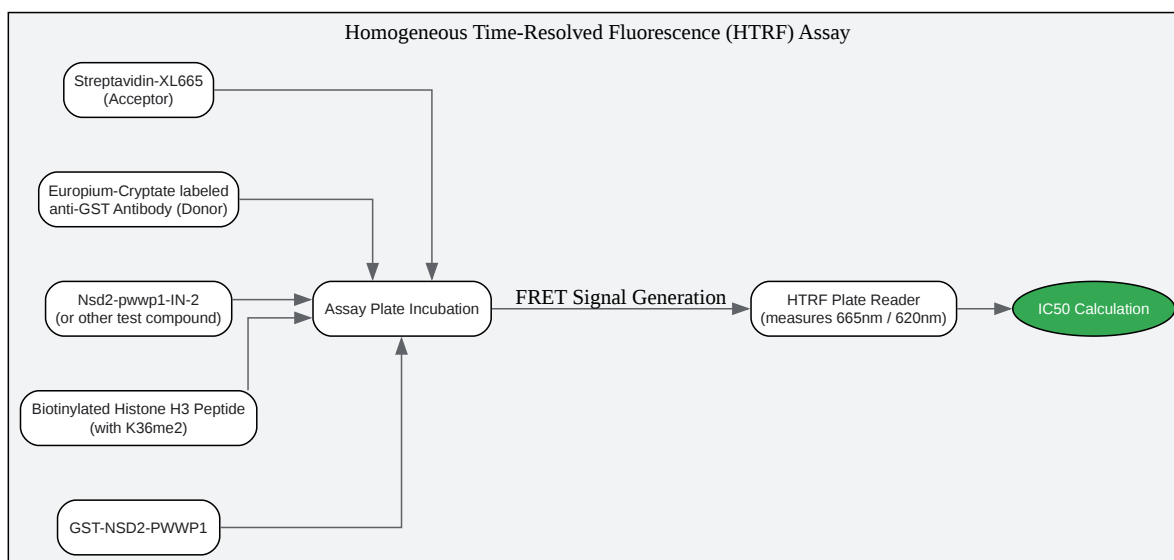 Homogeneous Time-Resolved Fluorescence (HTRF) Assay
Streptavidin-XL665
(Acceptor)
Europium-Cryptate labeled
anti-GST Antibody (Donor)
Nsd2-pwwp1-IN-2
(or other test compound)
Biotinylated Histone H3 Peptide
(with K36me2)
GST-NSD2-PWWP1
Assay Plate Incubation
FRET Signal Generation
HTRF Plate Reader
(measures 665nm / 620nm)
IC50 Calculation